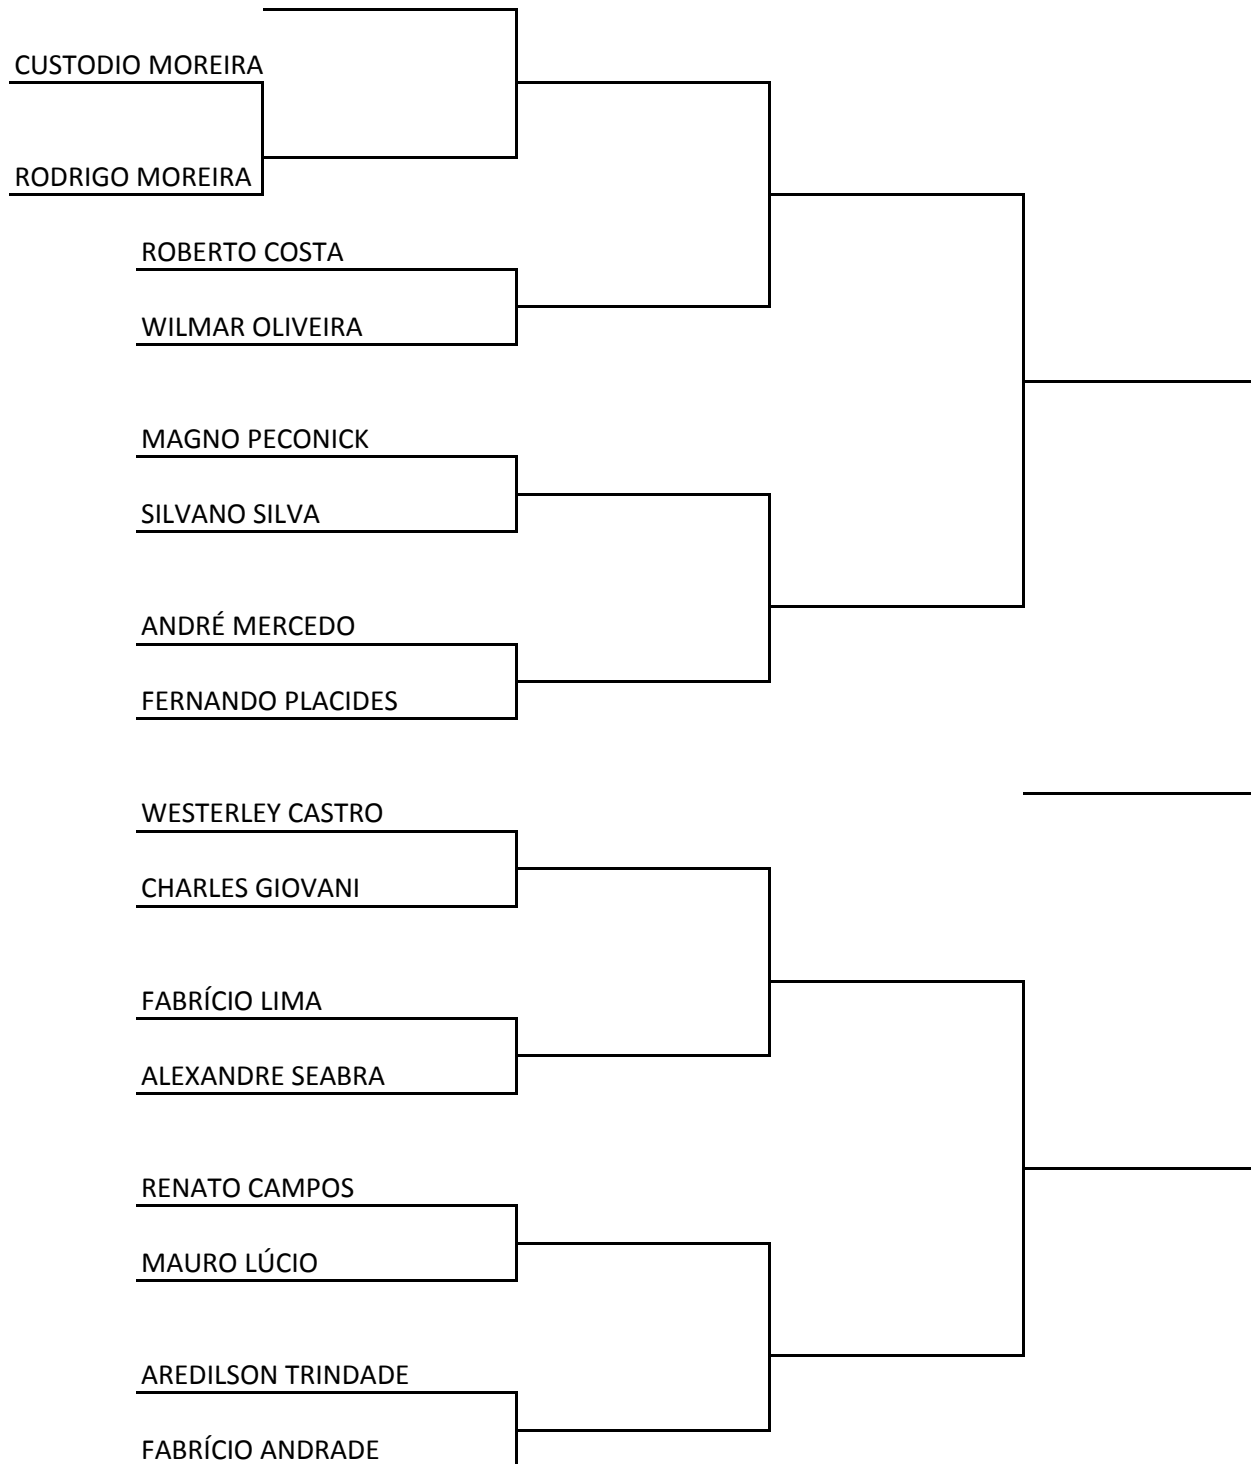 CUSTODIO MOREIRA
RODRIGO MOREIRA
ROBERTO COSTA
WILMAR OLIVEIRA
MAGNO PECONICK
SILVANO SILVA
ANDRÉ MERCEDO
FERNANDO PLACIDES
WESTERLEY CASTRO
CHARLES GIOVANI
FABRÍCIO LIMA
ALEXANDRE SEABRA
RENATO CAMPOS
MAURO LÚCIO
AREDILSON TRINDADE
FABRÍCIO ANDRADE